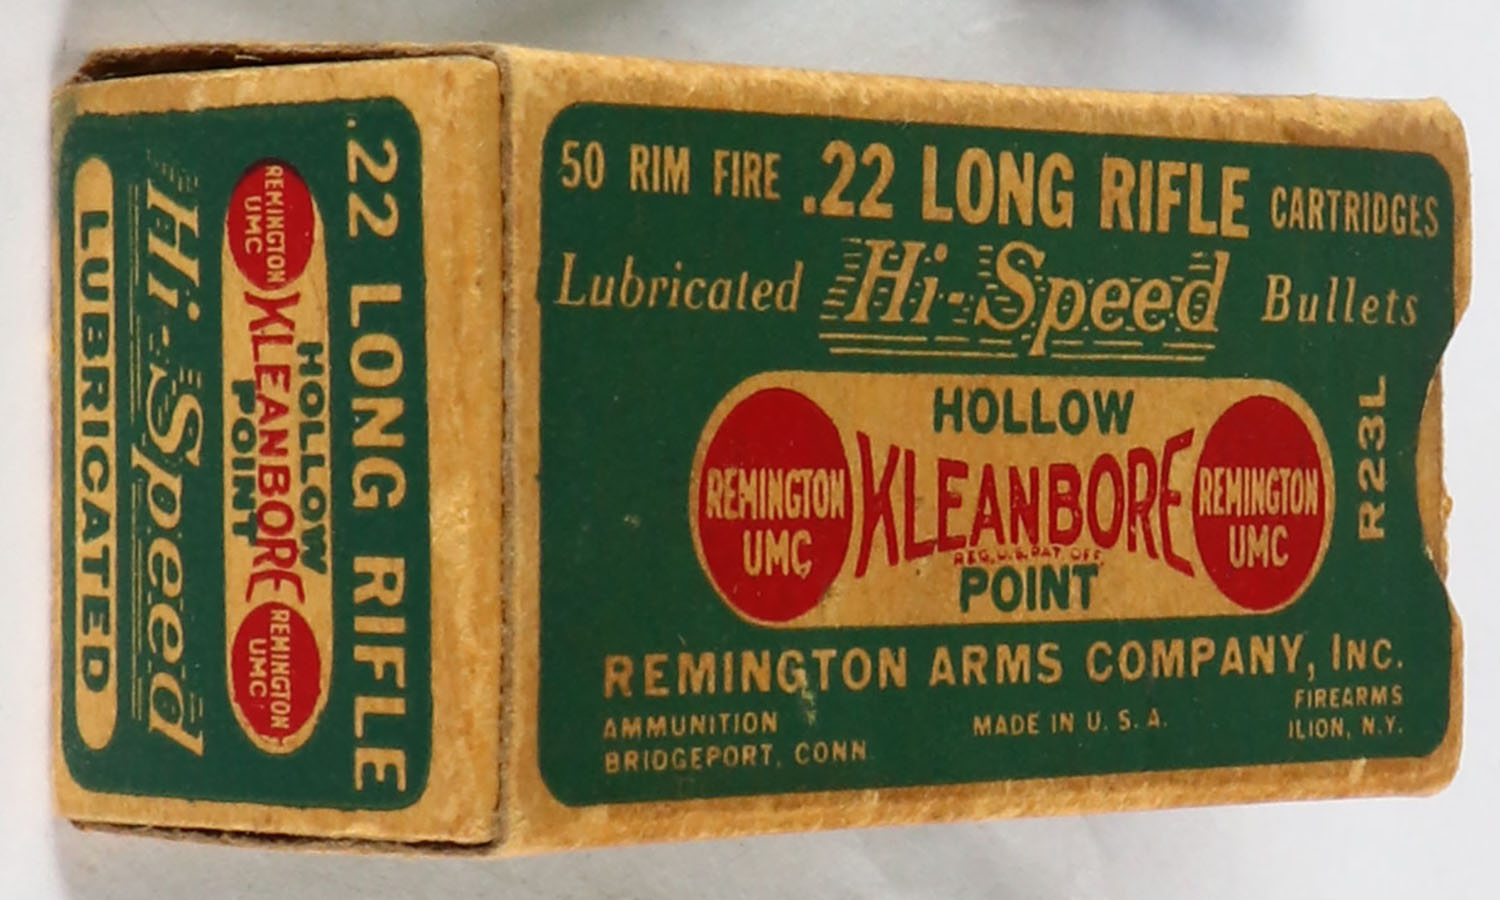 50 RIM FIRE .22 LONG RIFLE CARTRIDGES
Lubricated Hi-Speed Bullets
HOLLOW
REMINGTON UMC
KLEANBORE
REG. U.S. PAT. OFF.
REMINGTON UMC
POINT
R23L
REMINGTON ARMS COMPANY, INC.
AMMUNITION
BRIDGEPORT, CONN.
MADE IN U. S. A.
FIREARMS
ILION, N.Y.
.22 LONG RIFLE
HOLLOW
REMINGTON UMC
KLEANBORE
REMINGTON UMC
POINT
Hi-Speed
LUBRICATED